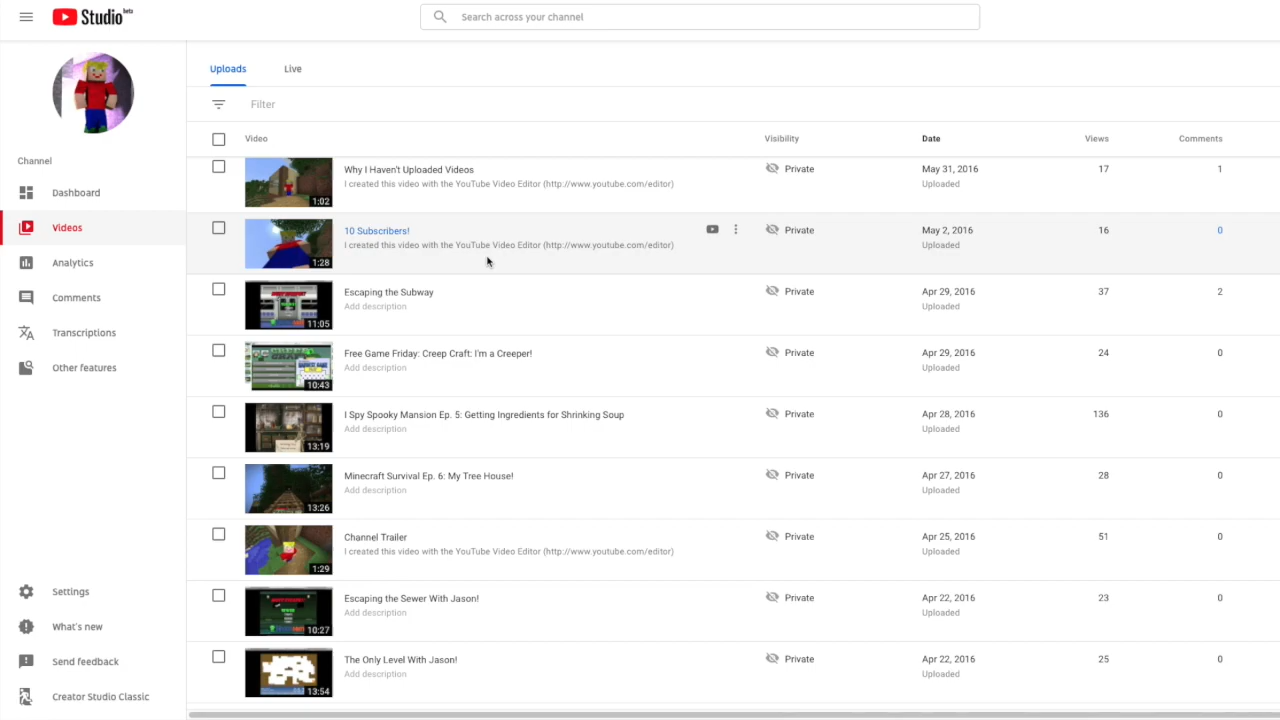 Studio beta
Search across your channel
Uploads Live
Filter
Video Visibility Date Views Comments
Channel
Dashboard
Videos
Analytics
Comments
Transcriptions
Other features
Settings
What's new
Send feedback
Creator Studio Classic
Why I Haven't Uploaded Videos Private May 31, 2016 17 1
I created this video with the YouTube Video Editor (http://www.youtube.com/editor) Uploaded
1:02
10 Subscribers! Private May 2, 2016 16 0
I created this video with the YouTube Video Editor (http://www.youtube.com/editor) Uploaded
1:28
Escaping the Subway Private Apr 29, 2016 37 2
Add description Uploaded
11:05
Free Game Friday: Creep Craft: I'm a Creeper! Private Apr 29, 2016 24 0
Add description Uploaded
10:43
I Spy Spooky Mansion Ep. 5: Getting Ingredients for Shrinking Soup Private Apr 28, 2016 136 0
Add description Uploaded
13:19
Minecraft Survival Ep. 6: My Tree House! Private Apr 27, 2016 28 0
Add description Uploaded
13:26
Channel Trailer Private Apr 25, 2016 51 0
I created this video with the YouTube Video Editor (http://www.youtube.com/editor) Uploaded
1:29
Escaping the Sewer With Jason! Private Apr 22, 2016 23 0
Add description Uploaded
10:27
The Only Level With Jason! Private Apr 22, 2016 25 0
Add description Uploaded
13:54